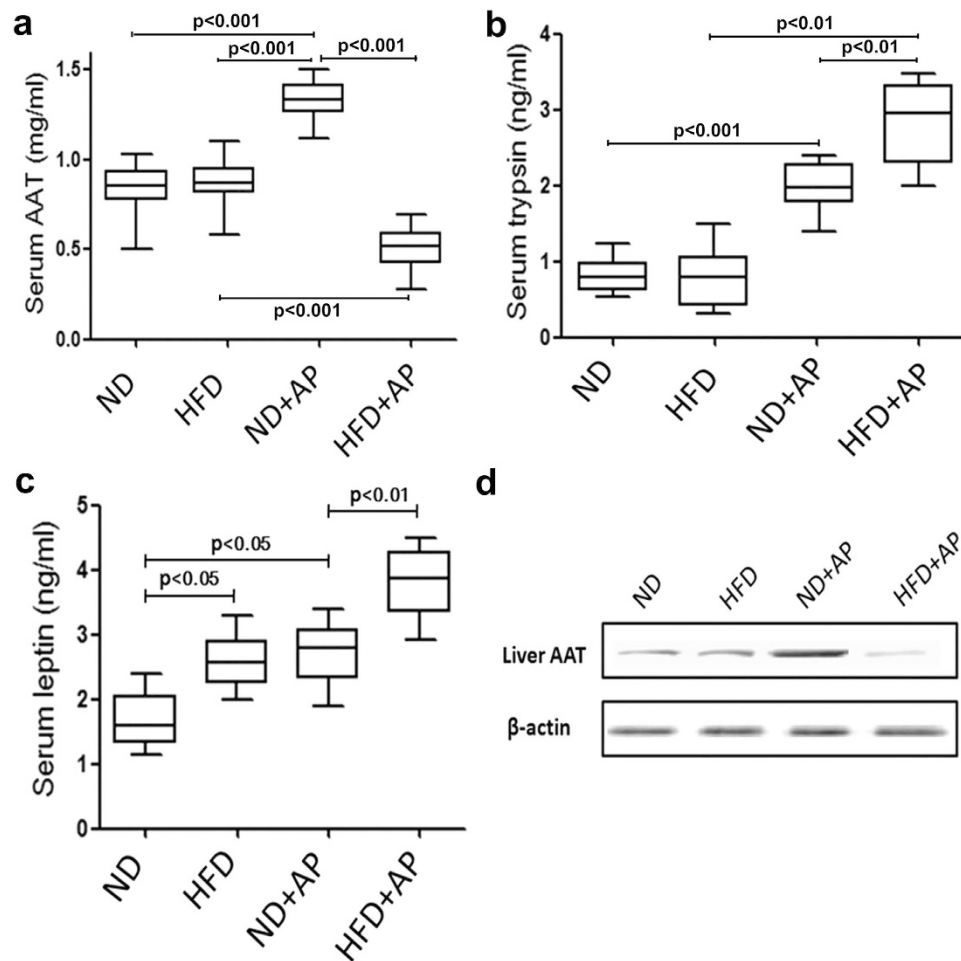 a
p<0.001
p<0.001
p<0.001
Serum AAT (mg/ml)
1.5
1.0
0.5
0.0
p<0.001
ND
HFD
ND+AP
HFD+AP
b
p<0.01
p<0.01
p<0.001
Serum trypsin (ng/ml)
4
3
2
1
0
ND
HFD
ND+AP
HFD+AP
c
p<0.01
p<0.05
p<0.05
Serum leptin (ng/ml)
5
4
3
2
1
0
ND
HFD
ND+AP
HFD+AP
d
ND
HFD
ND+AP
HFD+AP
Liver AAT
β-actin